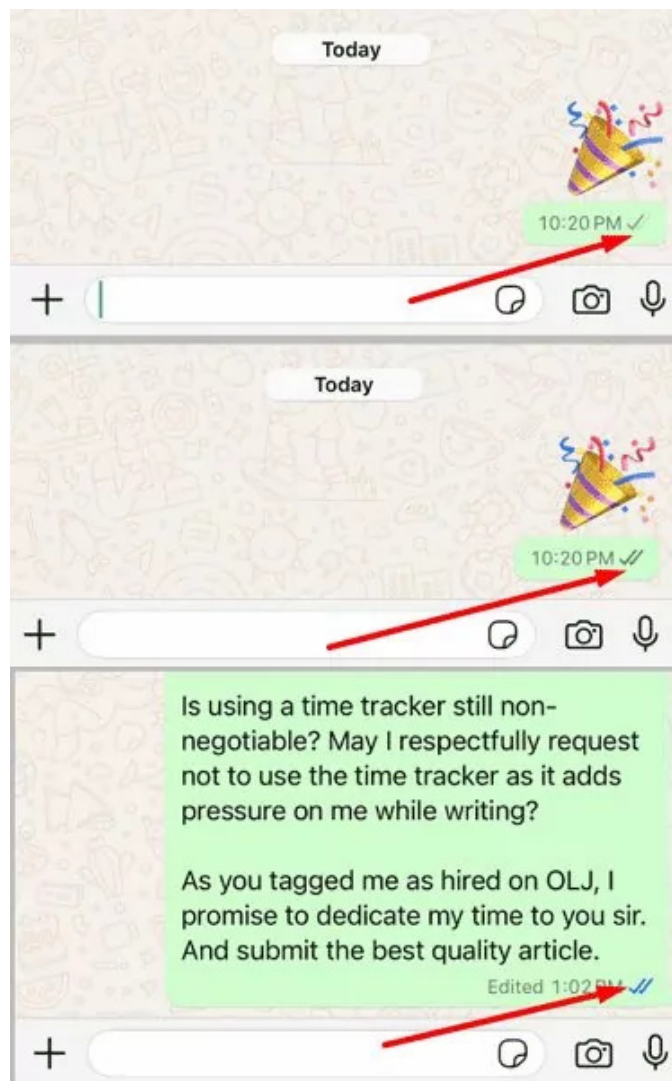 Today
10:20 PM
Today
10:20 PM
Is using a time tracker still non-
negotiable? May I respectfully request
not to use the time tracker as it adds
pressure on me while writing?
As you tagged me as hired on OLJ, I
promise to dedicate my time to you sir.
And submit the best quality article.
Edited 1:02 PM